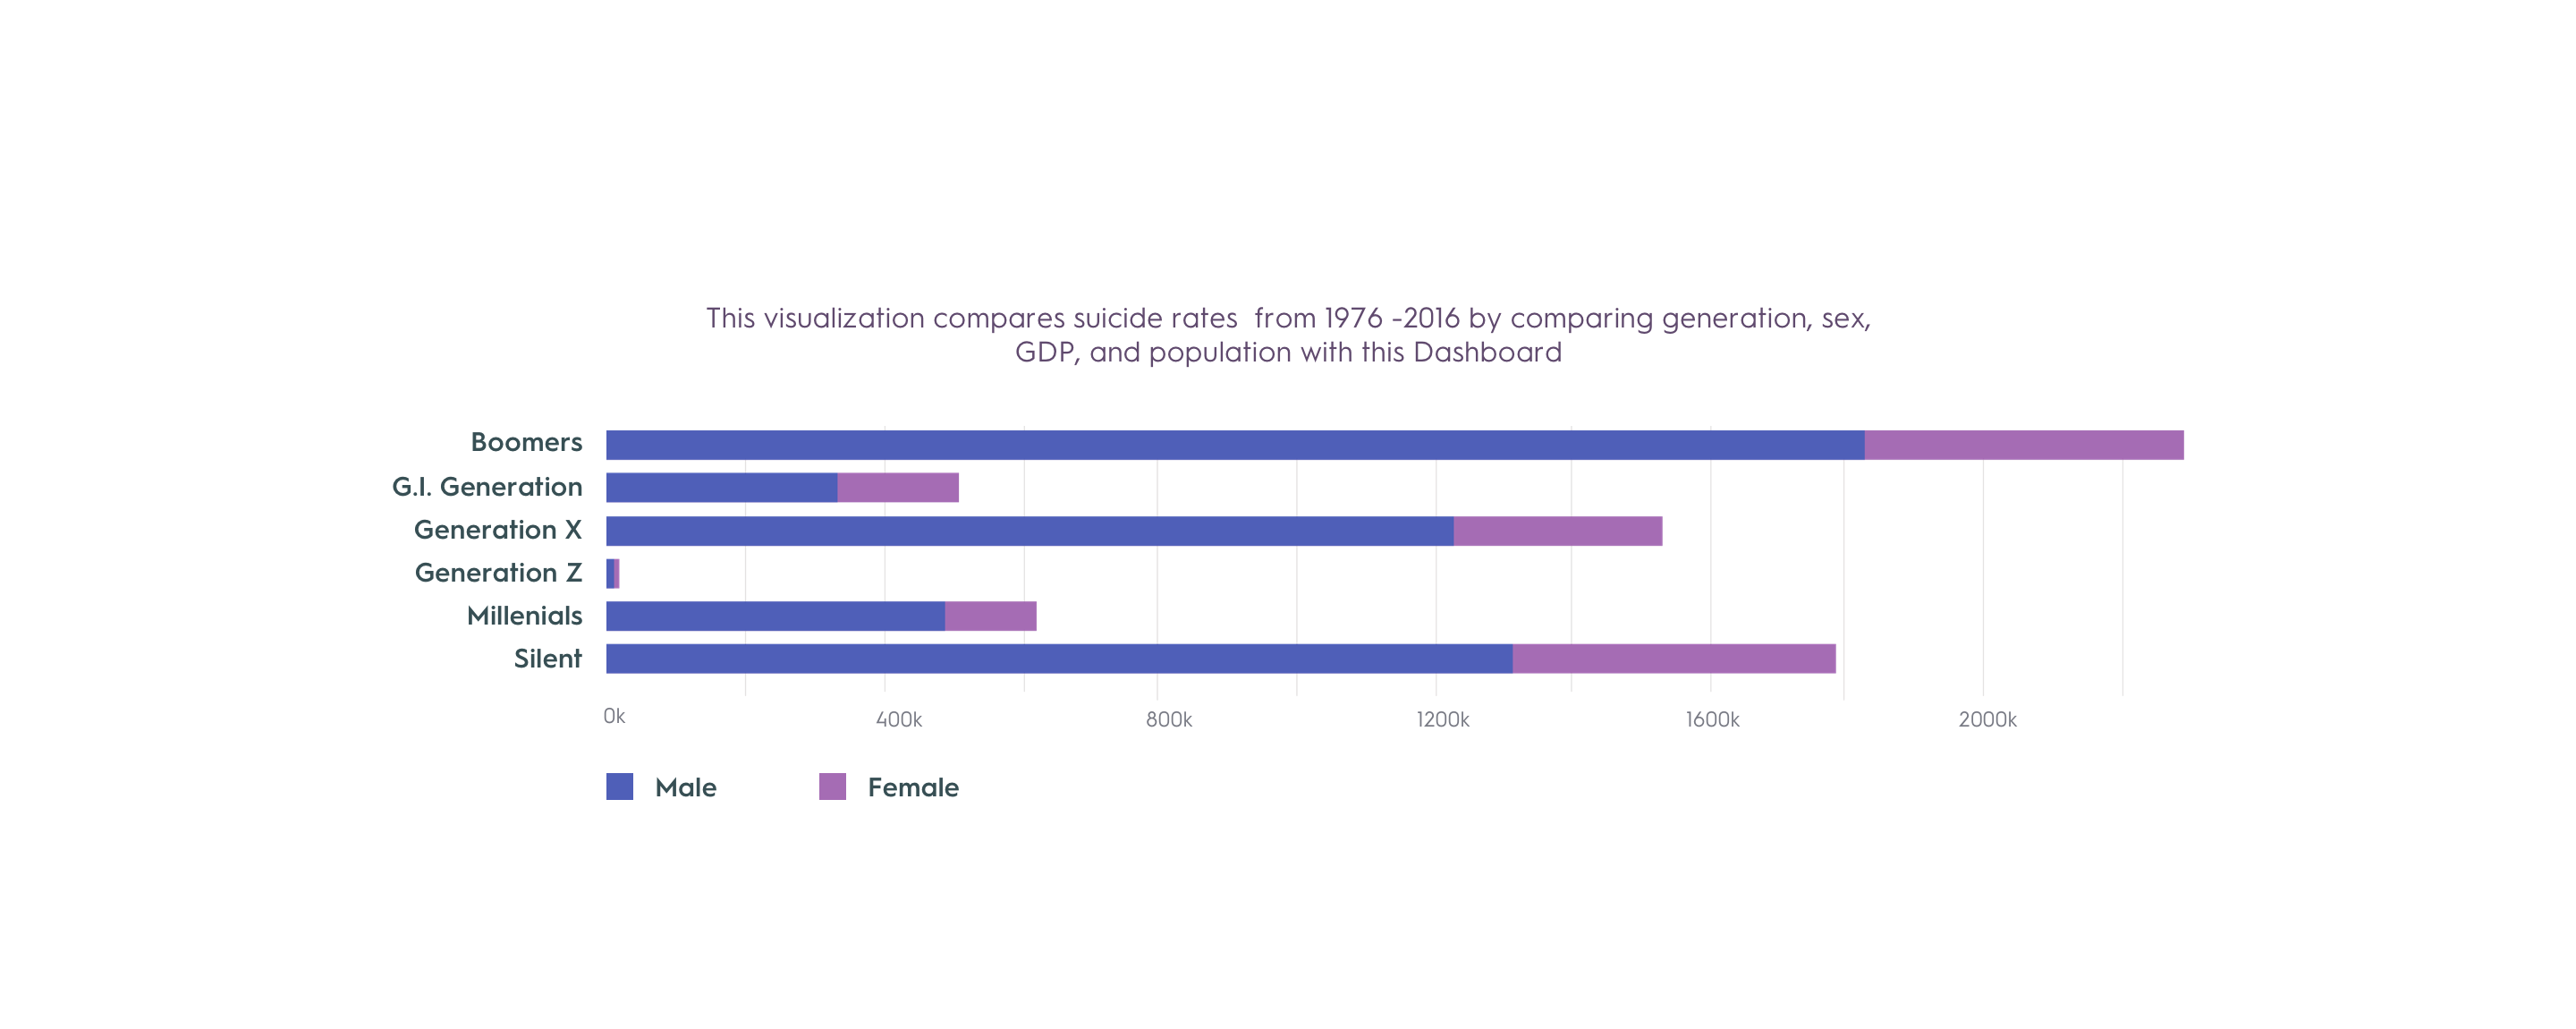 This visualization compares suicide rates  from 1976 -2016 by comparing generation, sex,
GDP, and population with this Dashboard
Boomers
G.I. Generation
Generation X
Generation Z
Millenials
Silent
0k 400k 800k 1200k 1600k 2000k
Male Female